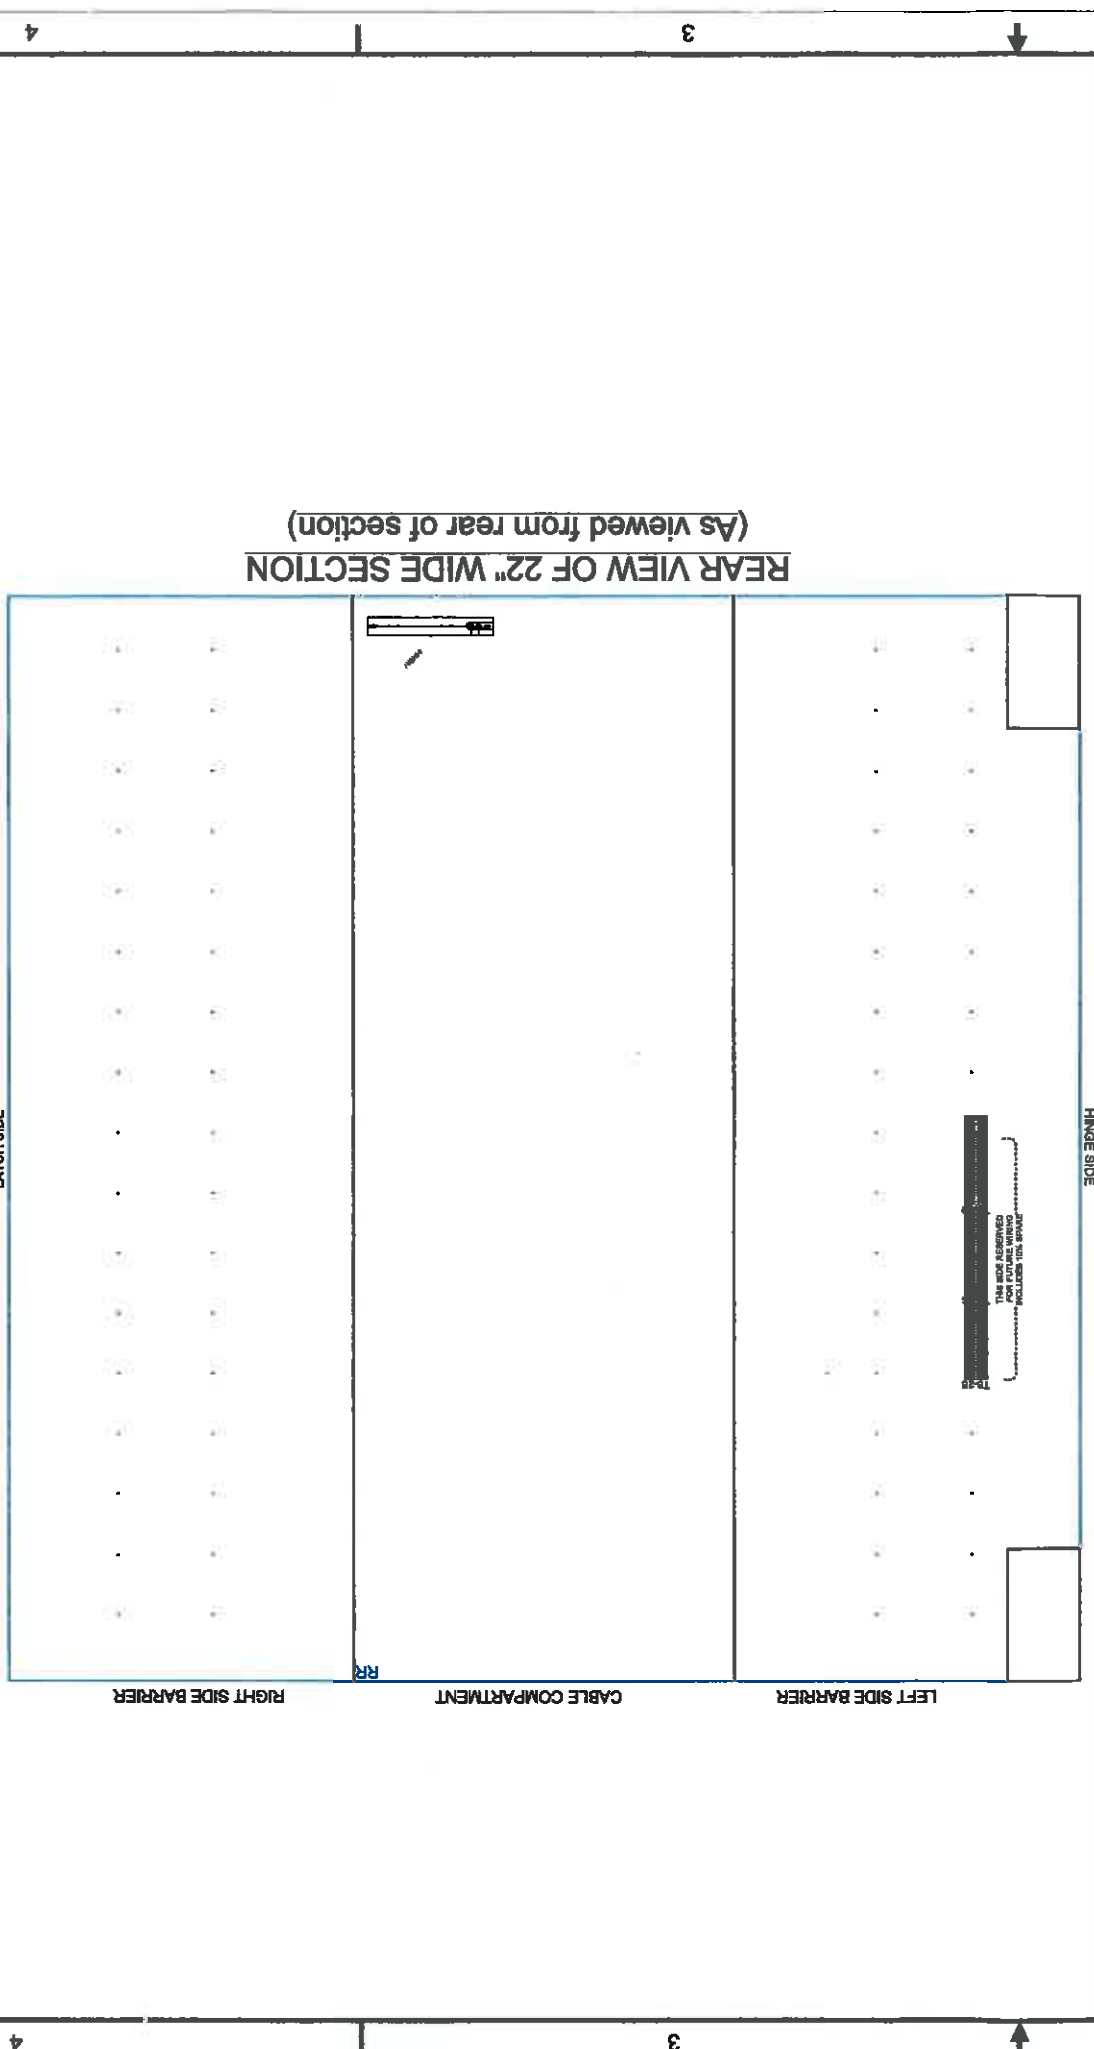 3
4
LEFT SIDE BARRIER
CABLE COMPARTMENT
RIGHT SIDE BARRIER
RR
HINGE SIDE
THIS SIDE RESERVED
FOR FUTURE WIRING
INCLUDES 10% SPARE
REAR VIEW OF 22" WIDE SECTION
(As viewed from rear of section)
3
4